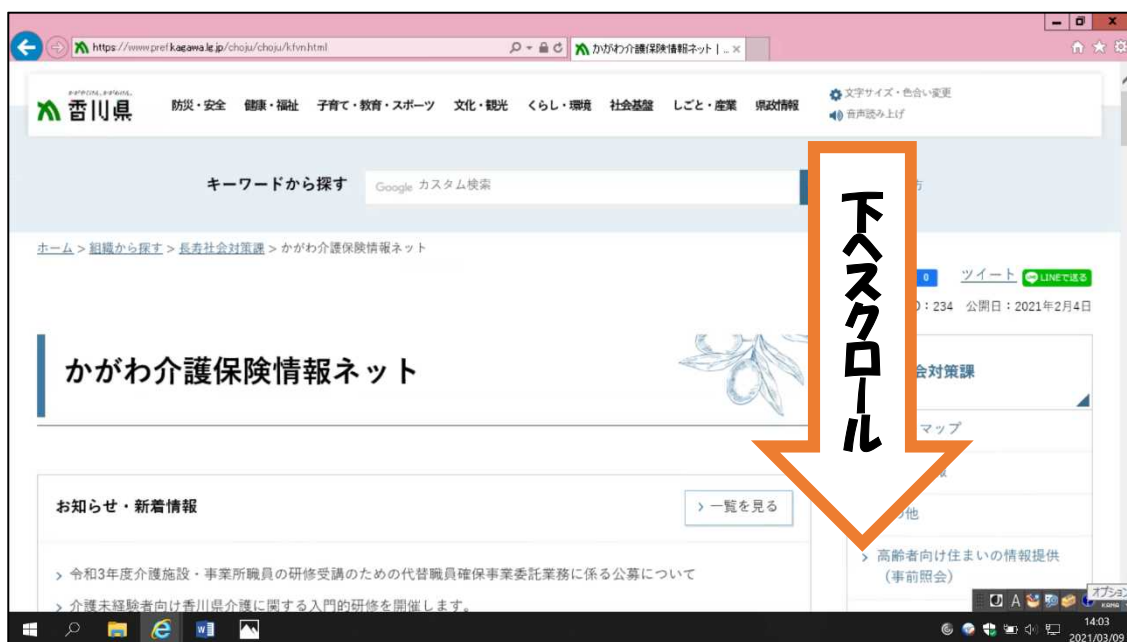 https://www.pref.kagawa.lg.jp/choju/choju/kfvn.html
かがわ介護保険情報ネット | ... ×
香川県
防災・安全 健康・福祉 子育て・教育・スポーツ 文化・観光 くらし・環境 社会基盤 しごと・産業 県政情報
文字サイズ・色合い変更
音声読み上げ
キーワードから探す
Google カスタム検索
方
ホーム > 組織から探す > 長寿社会対策課 > かがわ介護保険情報ネット
0 ツイート LINEで送る
：234 公開日：2021年2月4日
下へスクロール
かがわ介護保険情報ネット
会対策課
マップ
の他
お知らせ・新着情報
> 一覧を見る
> 高齢者向け住まいの情報提供
（事前照会）
> 令和3年度介護施設・事業所職員の研修受講のための代替職員確保事業委託業務に係る公募について
> 介護未経験者向け香川県介護に関する入門的研修を開催します。
オプション
A
KANA
14:03
2021/03/09